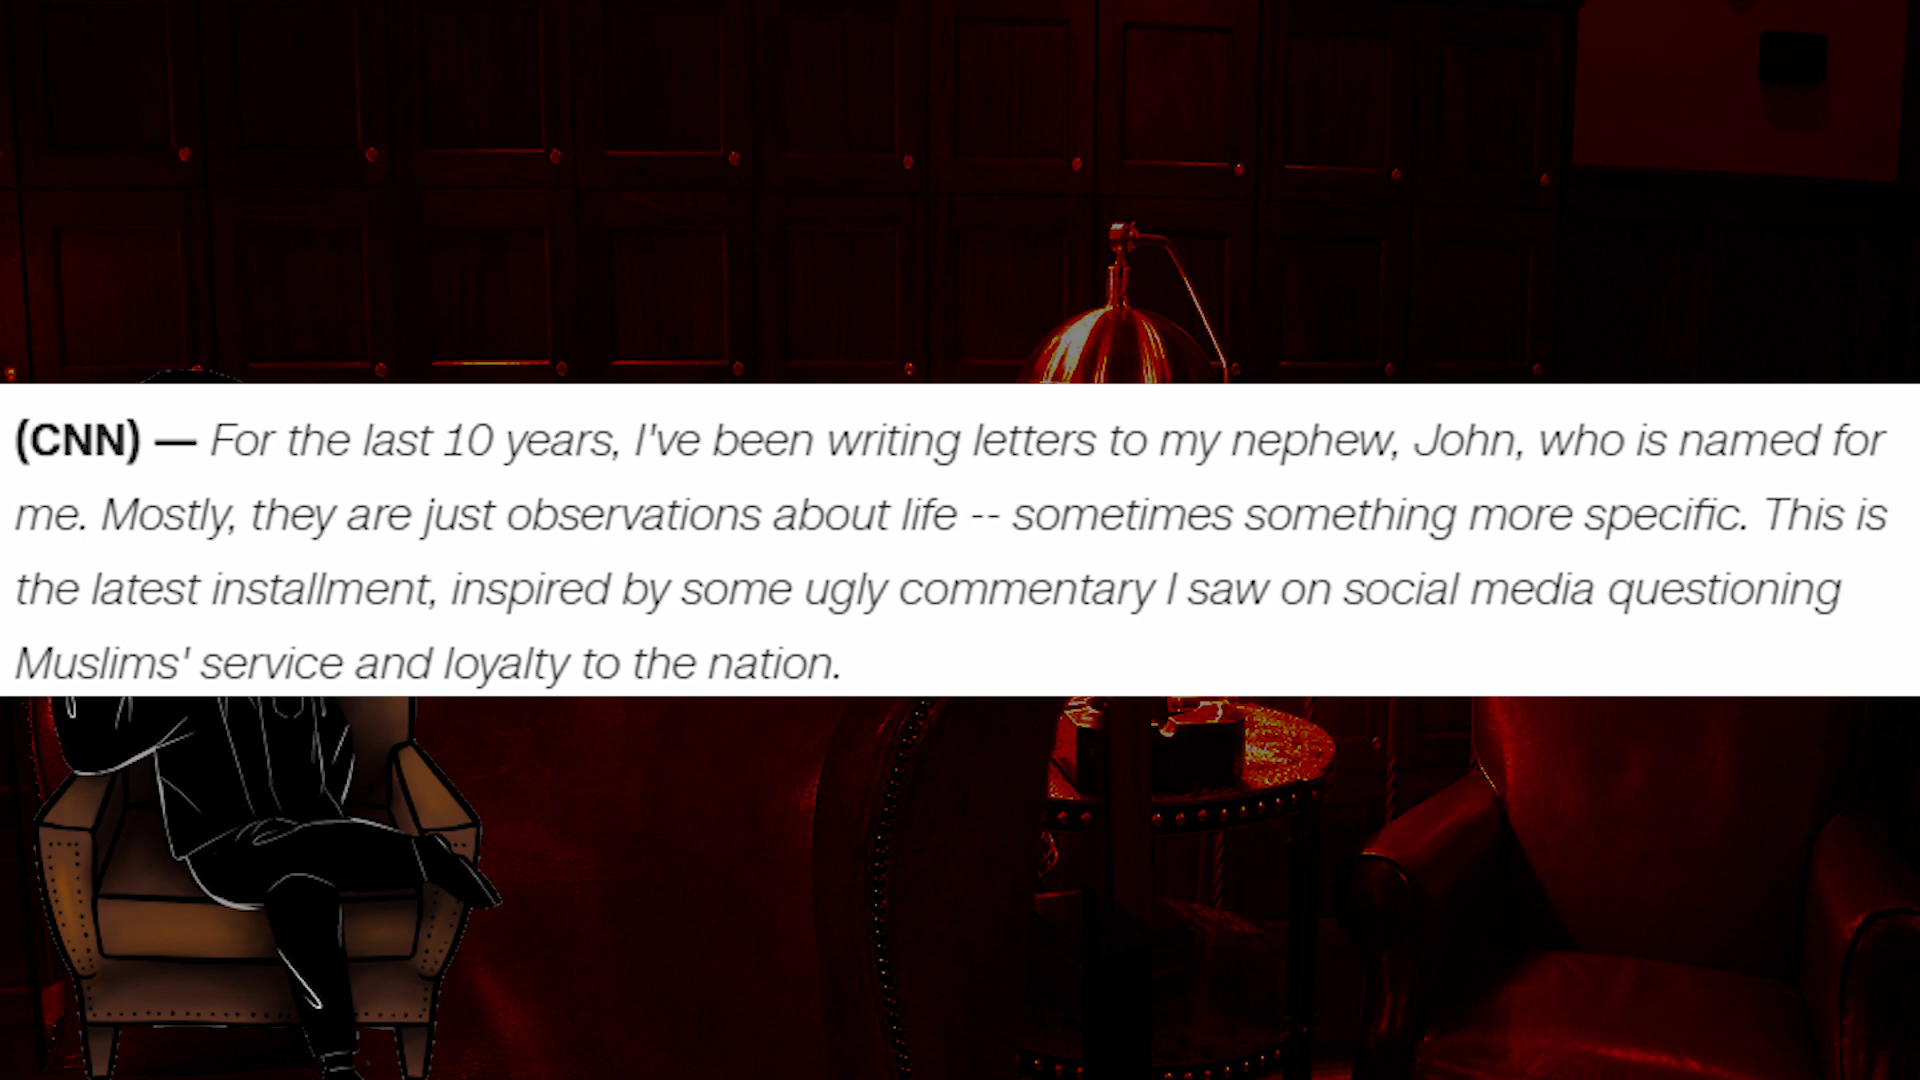 (CNN) — For the last 10 years, I've been writing letters to my nephew, John, who is named for
me. Mostly, they are just observations about life -- sometimes something more specific. This is
the latest installment, inspired by some ugly commentary I saw on social media questioning
Muslims' service and loyalty to the nation.